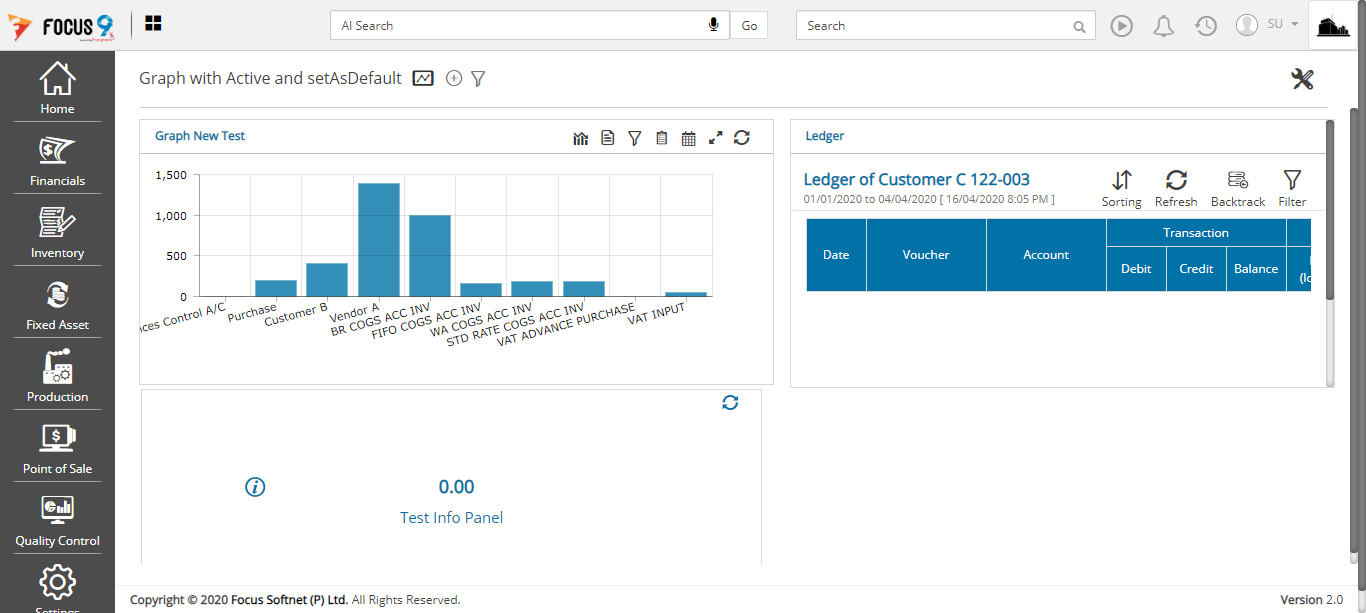 FOCUS 9
AI Search
Go
Search
SU
Home
Financials
Inventory
Fixed Asset
Production
Point of Sale
Quality Control
Settings
Graph with Active and setAsDefault
Graph New Test
1,500
1,000
500
0
ices Control A/C
Purchase
Customer B
Vendor A
BR COGS ACC INV
FIFO COGS ACC INV
WA COGS ACC INV
STD RATE COGS ACC INV
VAT ADVANCE PURCHASE
VAT INPUT
Ledger
Ledger of Customer C 122-003
01/01/2020 to 04/04/2020 [ 16/04/2020 8:05 PM ]
Sorting
Refresh
Backtrack
Filter
Date
Voucher
Account
Transaction
Debit
Credit
Balance
(lo
0.00
Test Info Panel
Copyright © 2020 Focus Softnet (P) Ltd. All Rights Reserved.
Version 2.0